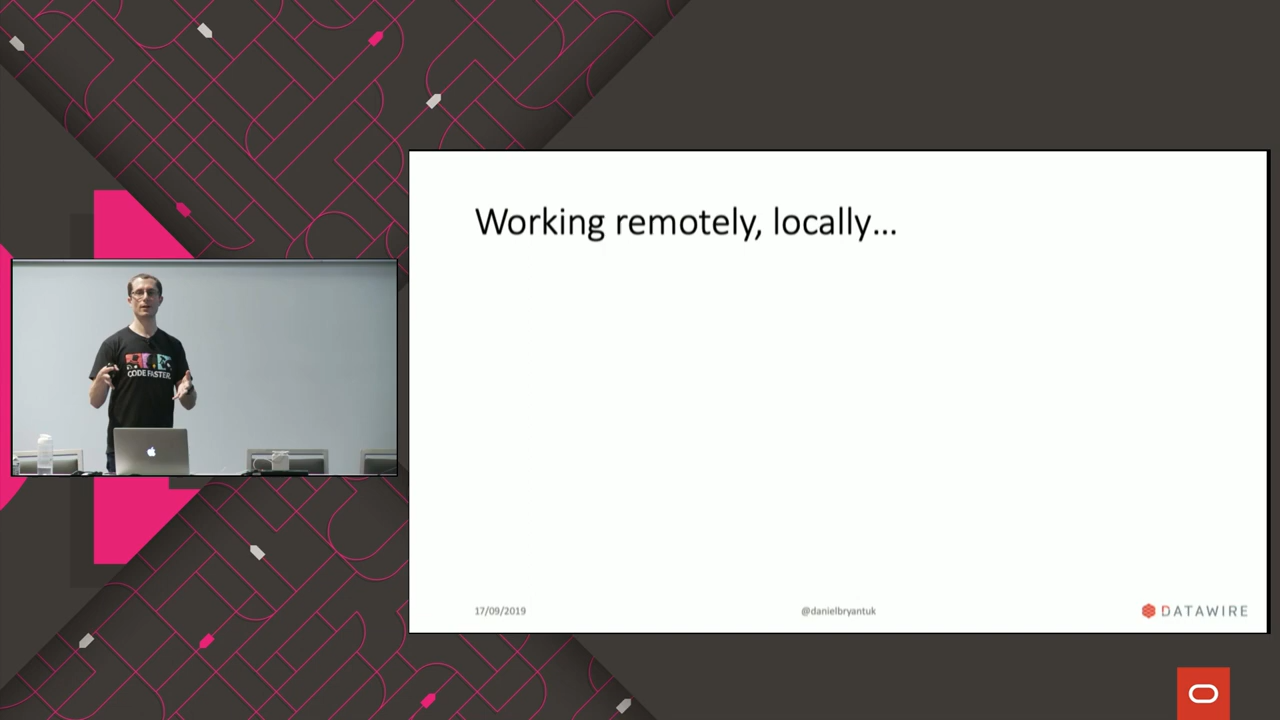 Working remotely, locally...
CODE FASTER
17/09/2019
@danielbryantuk
DATAWIRE